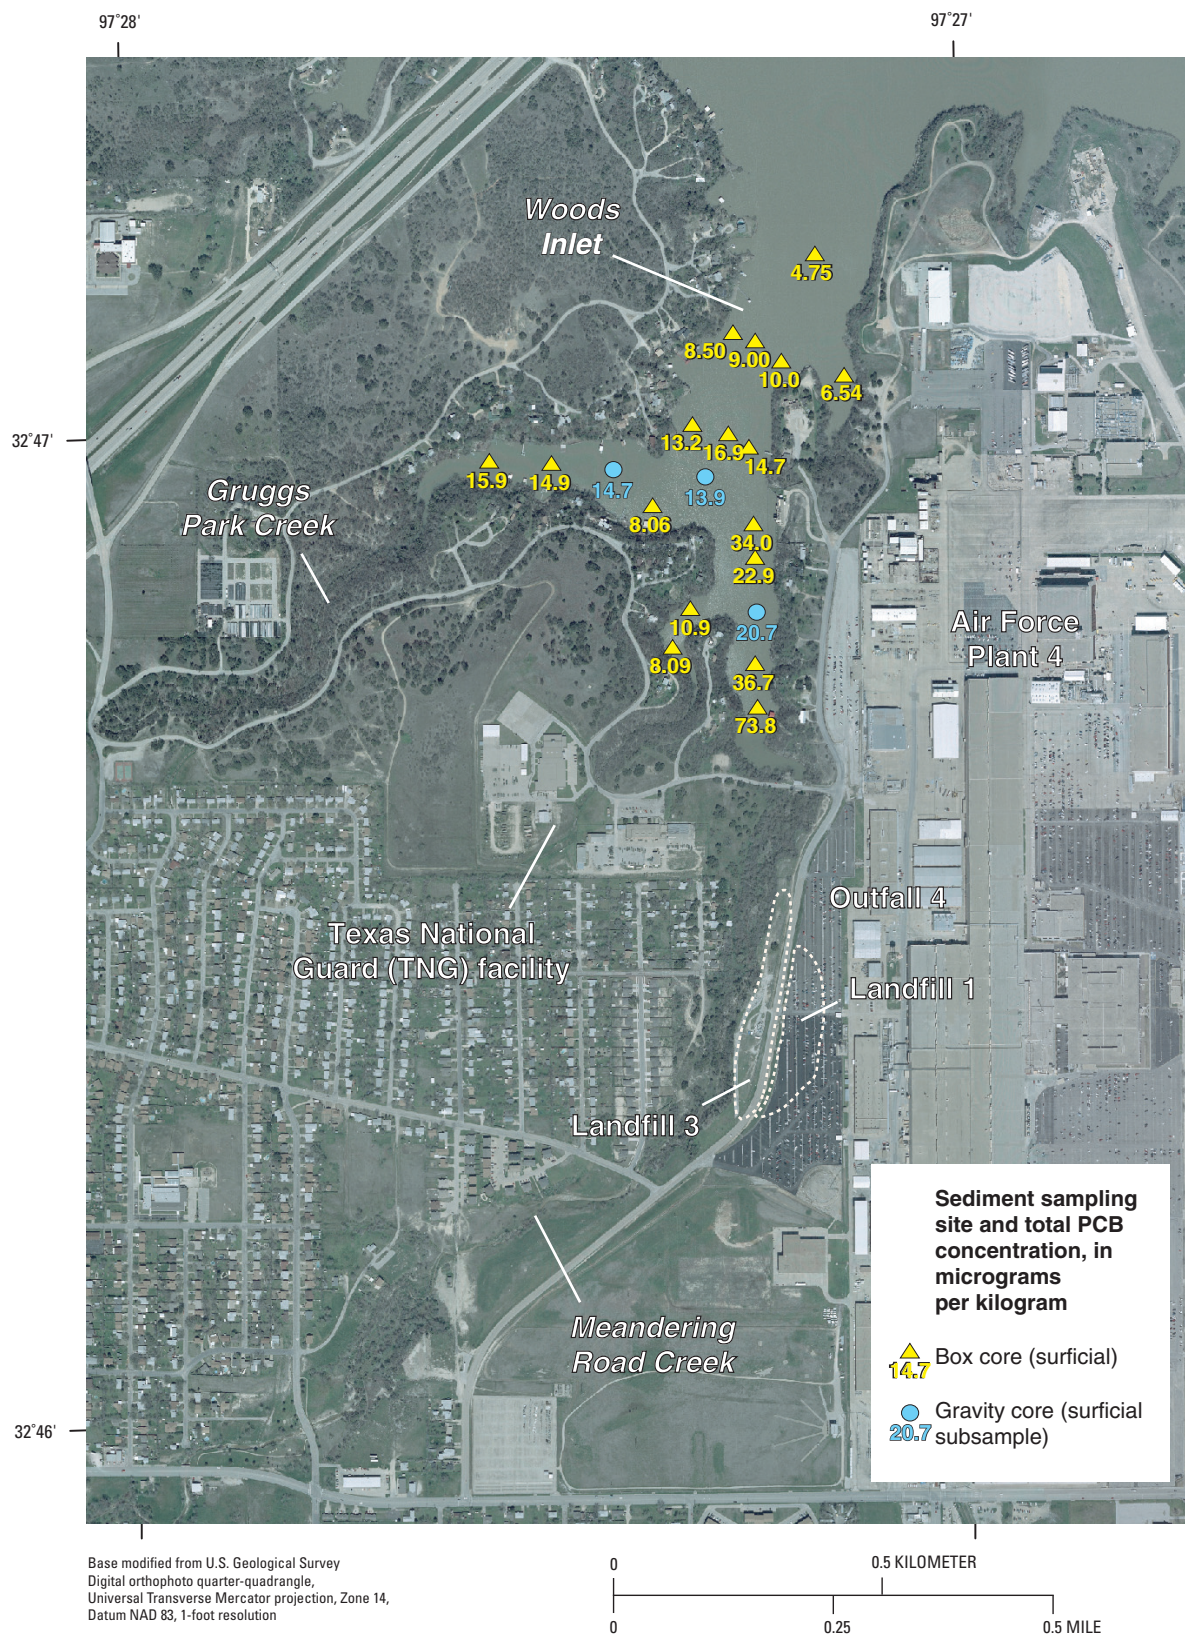 97°28'
97°27'
Woods
Inlet
4.75
8.50
9.00
10.0
6.54
32°47'
13.2
16.9
14.7
15.9
14.9
14.7
13.9
Gruggs
Park Creek
8.06
34.0
22.9
10.9
20.7
Air Force
Plant 4
8.09
36.7
73.8
Outfall 4
Texas National
Guard (TNG) facility
Landfill 1
Landfill 3
Sediment sampling
site and total PCB
concentration, in
micrograms
per kilogram
Meandering
Road Creek
14.7 Box core (surficial)
20.7 Gravity core (surficial
subsample)
32°46'
Base modified from U.S. Geological Survey
Digital orthophoto quarter-quadrangle,
Universal Transverse Mercator projection, Zone 14,
Datum NAD 83, 1-foot resolution
0 0.5 KILOMETER
0 0.25 0.5 MILE